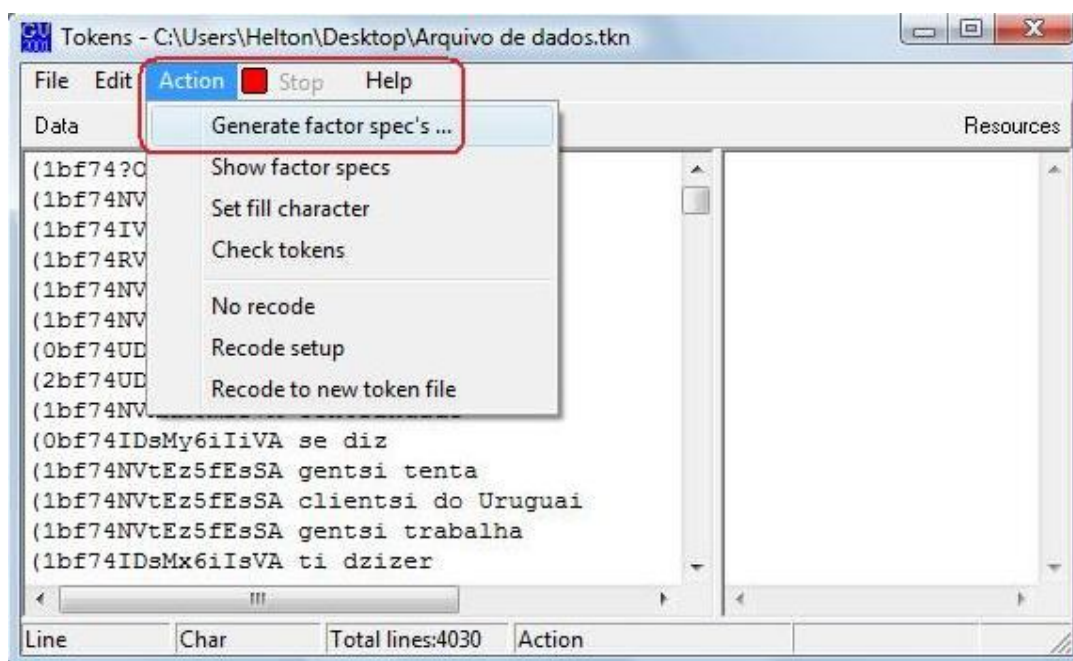 GU 2001 Tokens - C:\Users\Helton\Desktop\Arquivo de dados.tkn
File Edit Action Stop Help
Data Resources
Generate factor spec's ...
Show factor specs
Set fill character
Check tokens
No recode
Recode setup
Recode to new token file
(1bf74?
(1bf74NV
(1bf74IV
(1bf74RV
(1bf74NV
(1bf74NV
(0bf74UD
(2bf74UD
(1bf74NV
(0bf74IDsMy6iIiVA se diz
(1bf74NVtEz5fEsSA gentsi tenta
(1bf74NVtEz5fEsSA clientsi do Uruguai
(1bf74NVtEz5fEsSA gentsi trabalha
(1bf74IDsMx6iIsVA ti dzizer
Line Char Total lines:4030 Action